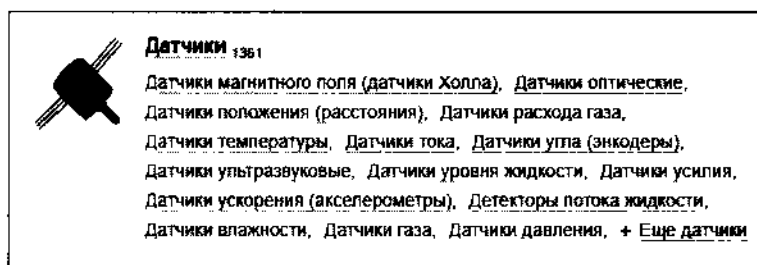 Датчики 1361
Датчики магнитного поля (датчики Холла), Датчики оптические,
Датчики положения (расстояния), Датчики расхода газа,
Датчики температуры, Датчики тока, Датчики угла (энкодеры),
Датчики ультразвуковые, Датчики уровня жидкости, Датчики усилия,
Датчики ускорения (акселерометры), Детекторы потока жидкости,
Датчики влажности, Датчики газа, Датчики давления, + Еще датчики